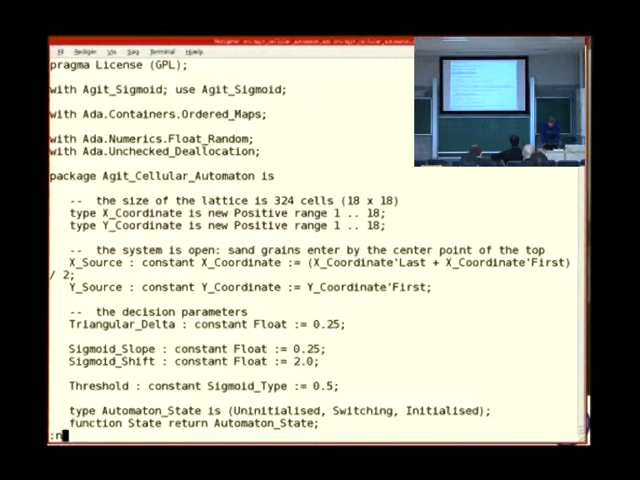 Rediger Vis Søg Terminal Hjælp
pragma License (GPL);
with Agit_Sigmoid; use Agit_Sigmoid;
with Ada.Containers.Ordered_Maps;
with Ada.Numerics.Float_Random;
with Ada.Unchecked_Deallocation;
package Agit_Cellular_Automaton is
-- the size of the lattice is 324 cells (18 x 18)
type X_Coordinate is new Positive range 1 .. 18;
type Y_Coordinate is new Positive range 1 .. 18;
-- the system is open: sand grains enter by the center point of the top
X_Source : constant X_Coordinate := (X_Coordinate'Last + X_Coordinate'First)
/ 2;
Y_Source : constant Y_Coordinate := Y_Coordinate'First;
-- the decision parameters
Triangular_Delta : constant Float := 0.25;
Sigmoid_Slope : constant Float := 0.25;
Sigmoid_Shift : constant Float := 2.0;
Threshold : constant Sigmoid_Type := 0.5;
type Automaton_State is (Uninitialised, Switching, Initialised);
function State return Automaton_State;
:n